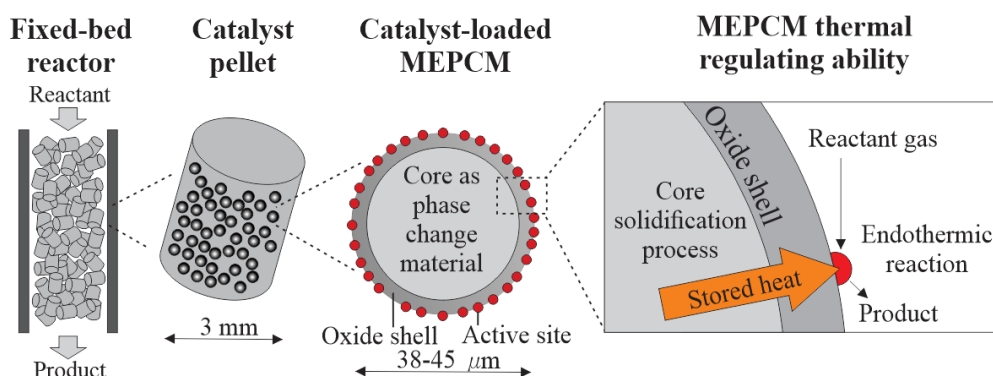 Fixed-bed
reactor
Reactant
Product
Catalyst
pellet
3 mm
Catalyst-loaded
MEPCM
Core as
phase
change
material
Oxide shell
Active site
38-45 μm
MEPCM thermal
regulating ability
Oxide shell
Reactant gas
Core
solidification
process
Endothermic
reaction
Stored heat
Product